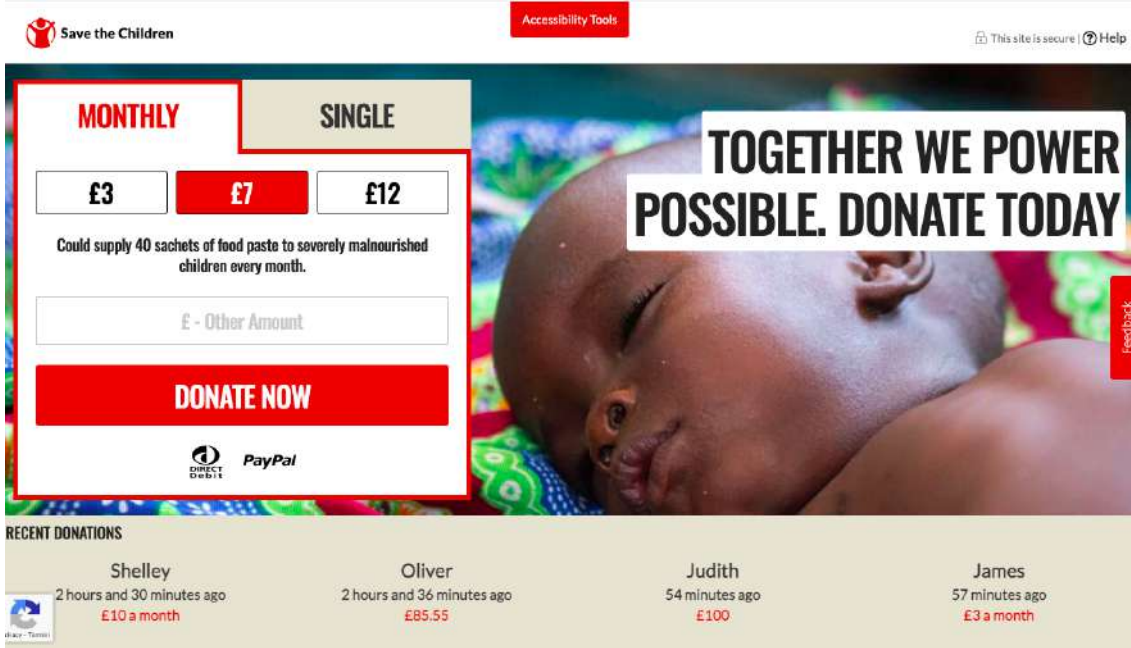 Accessibility Tools
Save the Children
This site is secure | ? Help
MONTHLY
SINGLE
£3
£7
£12
Could supply 40 sachets of food paste to severely malnourished
children every month.
£ - Other Amount
DONATE NOW
DIRECT
Debit
PayPal
TOGETHER WE POWER
POSSIBLE. DONATE TODAY
Feedback
RECENT DONATIONS
Shelley
2 hours and 30 minutes ago
£10 a month
Oliver
2 hours and 36 minutes ago
£85.55
Judith
54 minutes ago
£100
James
57 minutes ago
£3 a month